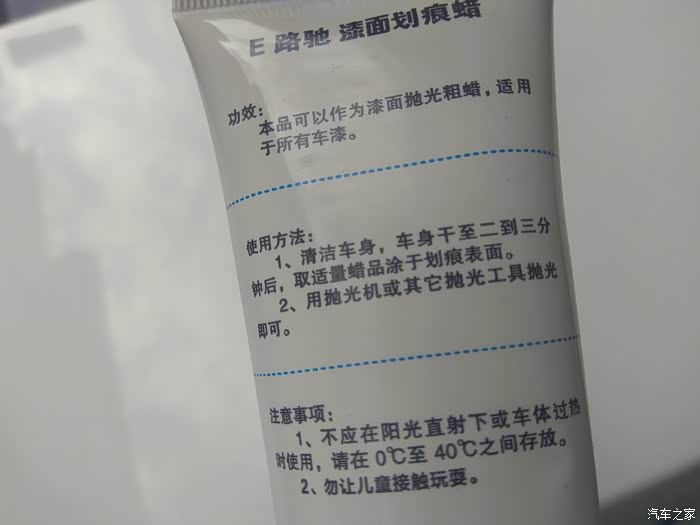 E 路驰 漆面划痕蜡
功效：
本品可以作为漆面抛光粗蜡，适用
于所有车漆。
使用方法：
1、清洁车身，车身干至二到三分
钟后，取适量蜡品涂于划痕表面。
2、用抛光机或其它抛光工具抛光
即可。
注意事项：
1、不应在阳光直射下或车体过热
时使用，请在 0℃至 40℃之间存放。
2、勿让儿童接触玩耍。
汽车之家